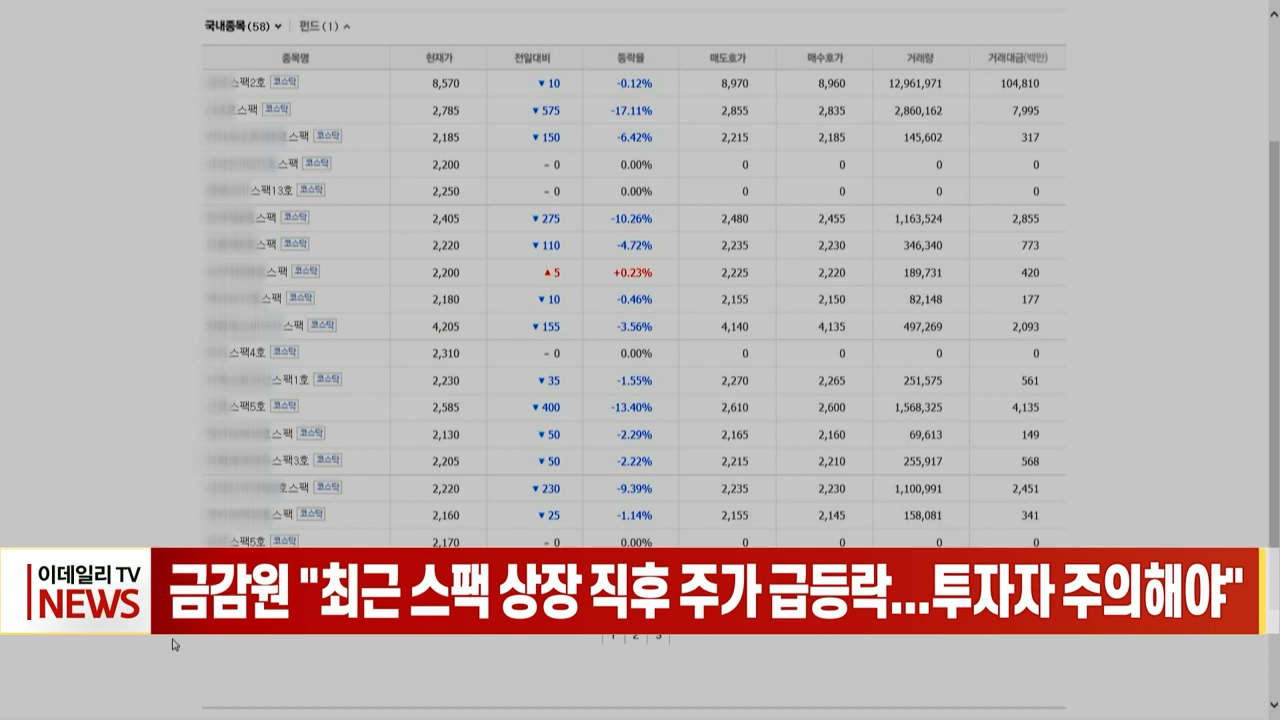 국내종목(58) 펀드(1)
종목명 현재가 전일대비 등락율 매도호가 매수호가 거래량 거래대금(백만)
스팩2호 코스닥 8,570 ▼10 -0.12% 8,970 8,960 12,961,971 104,810
스팩 코스닥 2,785 ▼575 -17.11% 2,855 2,835 2,860,162 7,995
스팩 코스닥 2,185 ▼150 -6.42% 2,215 2,185 145,602 317
스팩 코스닥 2,200 - 0 0.00% 0 0 0 0
스팩13호 코스닥 2,250 - 0 0.00% 0 0 0 0
스팩 코스닥 2,405 ▼275 -10.26% 2,480 2,455 1,163,524 2,855
스팩 코스닥 2,220 ▼110 -4.72% 2,235 2,230 346,340 773
스팩 코스닥 2,200 ▲5 +0.23% 2,225 2,220 189,731 420
스팩 코스닥 2,180 ▼10 -0.46% 2,155 2,150 82,148 177
스팩 코스닥 4,205 ▼155 -3.56% 4,140 4,135 497,269 2,093
스팩4호 코스닥 2,310 - 0 0.00% 0 0 0 0
스팩1호 코스닥 2,230 ▼35 -1.55% 2,270 2,265 251,575 561
스팩5호 코스닥 2,585 ▼400 -13.40% 2,610 2,600 1,568,325 4,135
스팩 코스닥 2,130 ▼50 -2.29% 2,165 2,160 69,613 149
스팩3호 코스닥 2,205 ▼50 -2.22% 2,215 2,210 255,917 568
호스팩 코스닥 2,220 ▼230 -9.39% 2,235 2,230 1,100,991 2,451
스팩 코스닥 2,160 ▼25 -1.14% 2,155 2,145 158,081 341
스팩5호 코스닥 2,170 - 0 0.00% 0 0 0 0
이데일리 TV
NEWS
금감원 "최근 스팩 상장 직후 주가 급등락...투자자 주의해야"